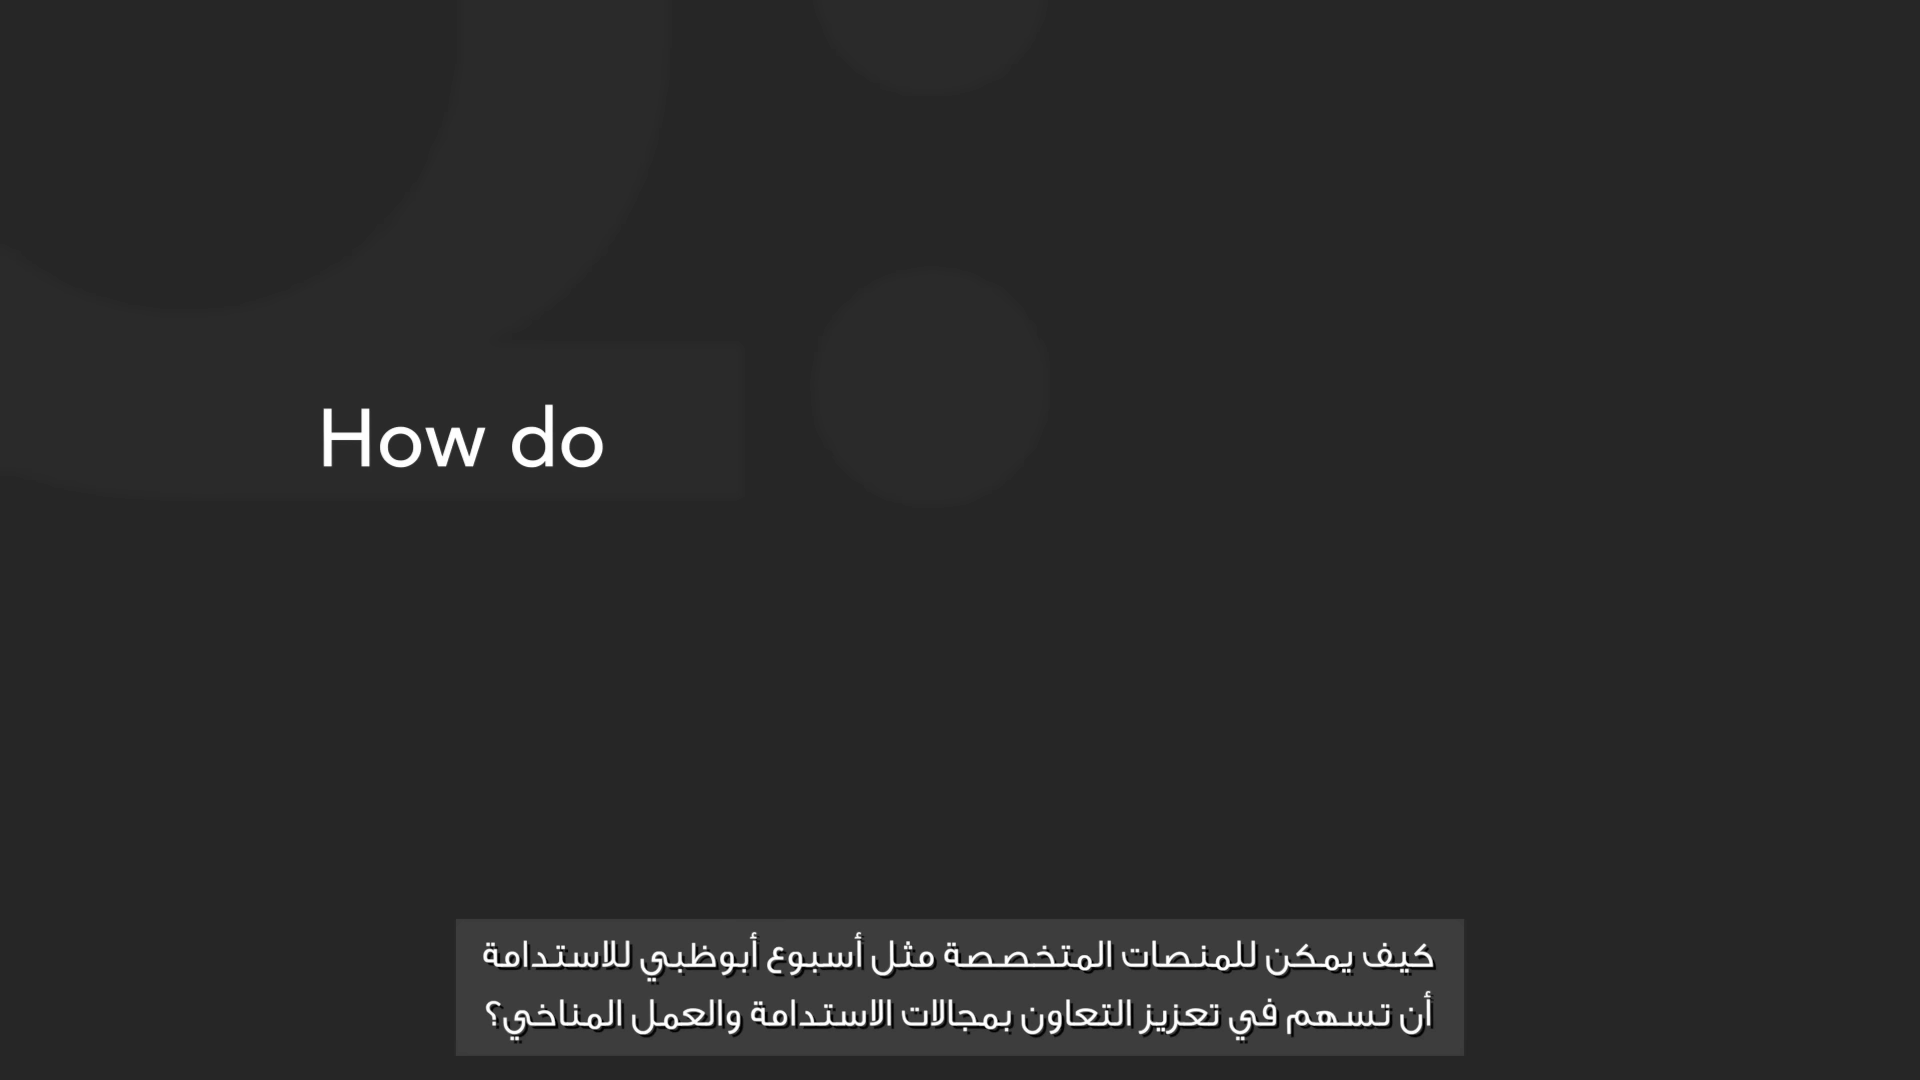 Q:
How do
كيف يمكن للمنصات المتخصصة مثل أسبوع أبوظبي للاستدامة
أن تسهم في تعزيز التعاون بمجالات الاستدامة والعمل المناخي؟